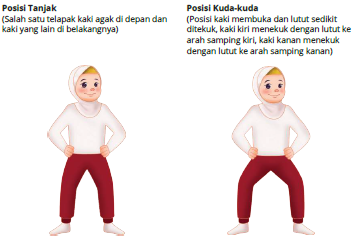 Posisi Tanjak
(Salah satu telapak kaki agak di depan dan
kaki yang lain di belakangnya)
Posisi Kuda-kuda
(Posisi kaki membuka dan lutut sedikit
ditekuk, kaki kiri menekuk dengan lutut ke
arah samping kiri, kaki kanan menekuk
dengan lutut ke arah samping kanan)